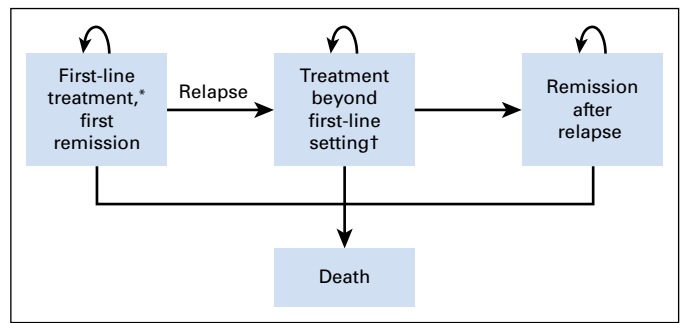 First-line
treatment,*
first
remission
Relapse
Treatment
beyond
first-line
setting†
Remission
after
relapse
Death